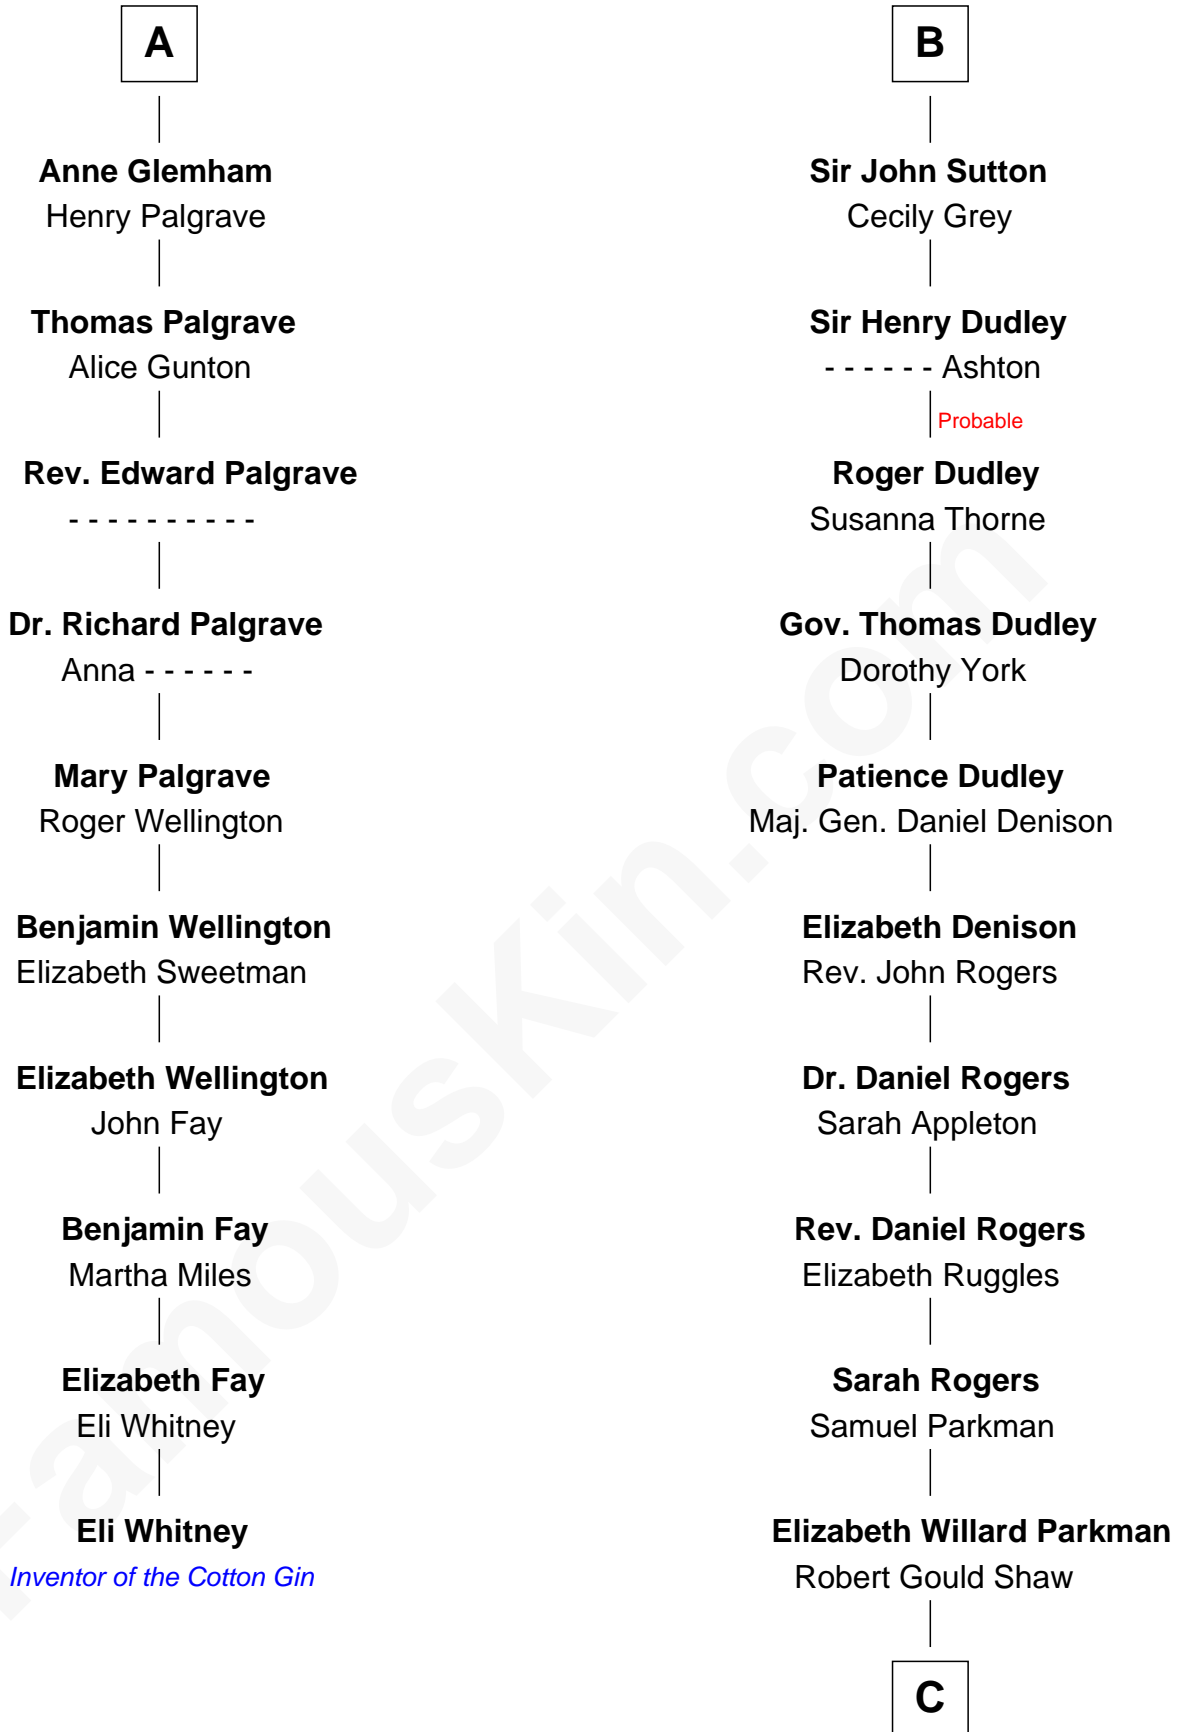 A
Anne Glemham
Henry Palgrave
Thomas Palgrave
Alice Gunton
Rev. Edward Palgrave
- - - - - - - - - -
Dr. Richard Palgrave
Anna - - - - - -
Mary Palgrave
Roger Wellington
Benjamin Wellington
Elizabeth Sweetman
Elizabeth Wellington
John Fay
Benjamin Fay
Martha Miles
Elizabeth Fay
Eli Whitney
Eli Whitney
Inventor of the Cotton Gin
B
Sir John Sutton
Cecily Grey
Sir Henry Dudley
- - - - - - Ashton
Probable
Roger Dudley
Susanna Thorne
Gov. Thomas Dudley
Dorothy York
Patience Dudley
Maj. Gen. Daniel Denison
Elizabeth Denison
Rev. John Rogers
Dr. Daniel Rogers
Sarah Appleton
Rev. Daniel Rogers
Elizabeth Ruggles
Sarah Rogers
Samuel Parkman
Elizabeth Willard Parkman
Robert Gould Shaw
C
FamousKin.com